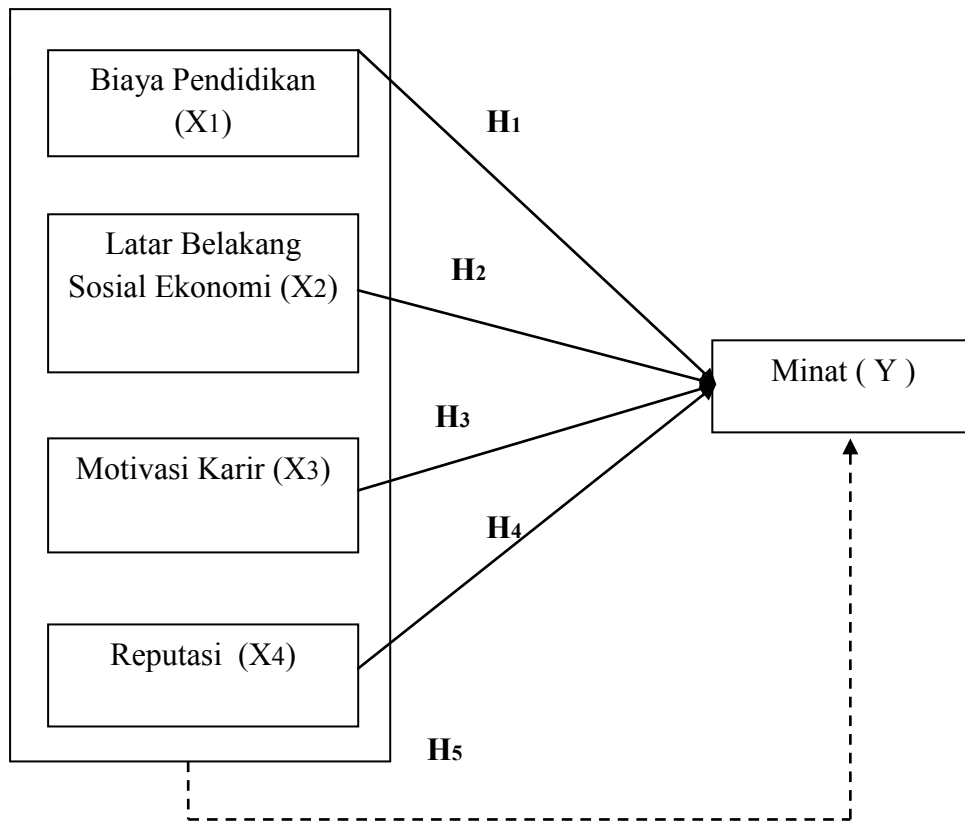 Biaya Pendidikan
(X1)
H1
Latar Belakang
Sosial Ekonomi (X2)
H2
Minat ( Y )
Motivasi Karir (X3)
H3
H4
Reputasi (X4)
H5